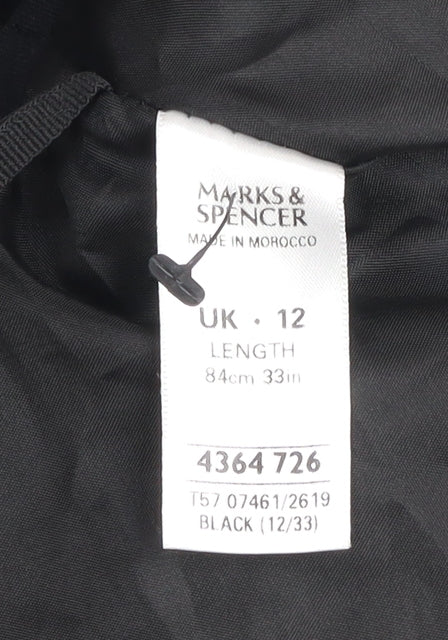 MARKS &
SPENCER
MADE IN MOROCCO
UK · 12
LENGTH
84cm 33in
4364 726
T57 07461/2619
BLACK (12/33)